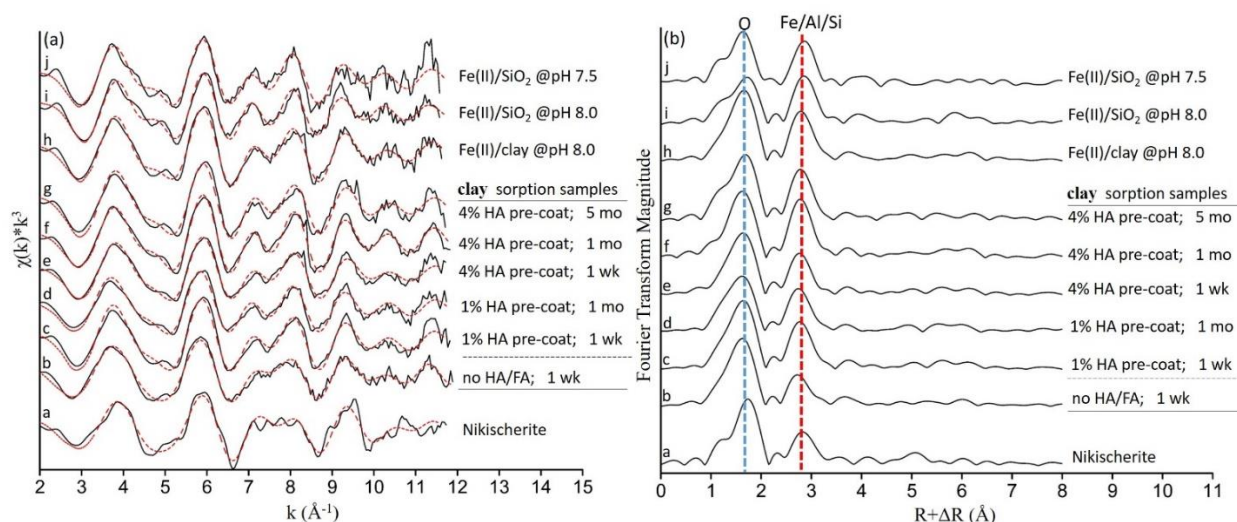 (a)
j
i
h
g
f
e
d
c
b
a
Fe(II)/SiO2 @pH 7.5
Fe(II)/SiO2 @pH 8.0
Fe(II)/clay @pH 8.0
clay sorption samples
4% HA pre-coat; 5 mo
4% HA pre-coat; 1 mo
4% HA pre-coat; 1 wk
1% HA pre-coat; 1 mo
1% HA pre-coat; 1 wk
no HA/FA; 1 wk
Nikischerite
χ(k)*k³
2 3 4 5 6 7 8 9 10 11 12 13 14 15
k (Å⁻¹)
(b)
O
Fe/Al/Si
j
i
h
g
f
e
d
c
b
a
Fe(II)/SiO2 @pH 7.5
Fe(II)/SiO2 @pH 8.0
Fe(II)/clay @pH 8.0
clay sorption samples
4% HA pre-coat; 5 mo
4% HA pre-coat; 1 mo
4% HA pre-coat; 1 wk
1% HA pre-coat; 1 mo
1% HA pre-coat; 1 wk
no HA/FA; 1 wk
Nikischerite
Fourier Transform Magnitude
0 1 2 3 4 5 6 7 8 9 10 11
R+ΔR (Å)